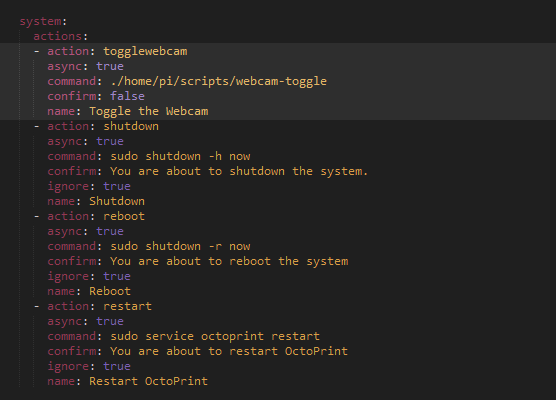 system:
  actions:
  - action: togglewebcam
    async: true
    command: ./home/pi/scripts/webcam-toggle
    confirm: false
    name: Toggle the Webcam
  - action: shutdown
    async: true
    command: sudo shutdown -h now
    confirm: You are about to shutdown the system.
    ignore: true
    name: Shutdown
  - action: reboot
    async: true
    command: sudo shutdown -r now
    confirm: You are about to reboot the system
    ignore: true
    name: Reboot
  - action: restart
    async: true
    command: sudo service octoprint restart
    confirm: You are about to restart OctoPrint
    ignore: true
    name: Restart OctoPrint